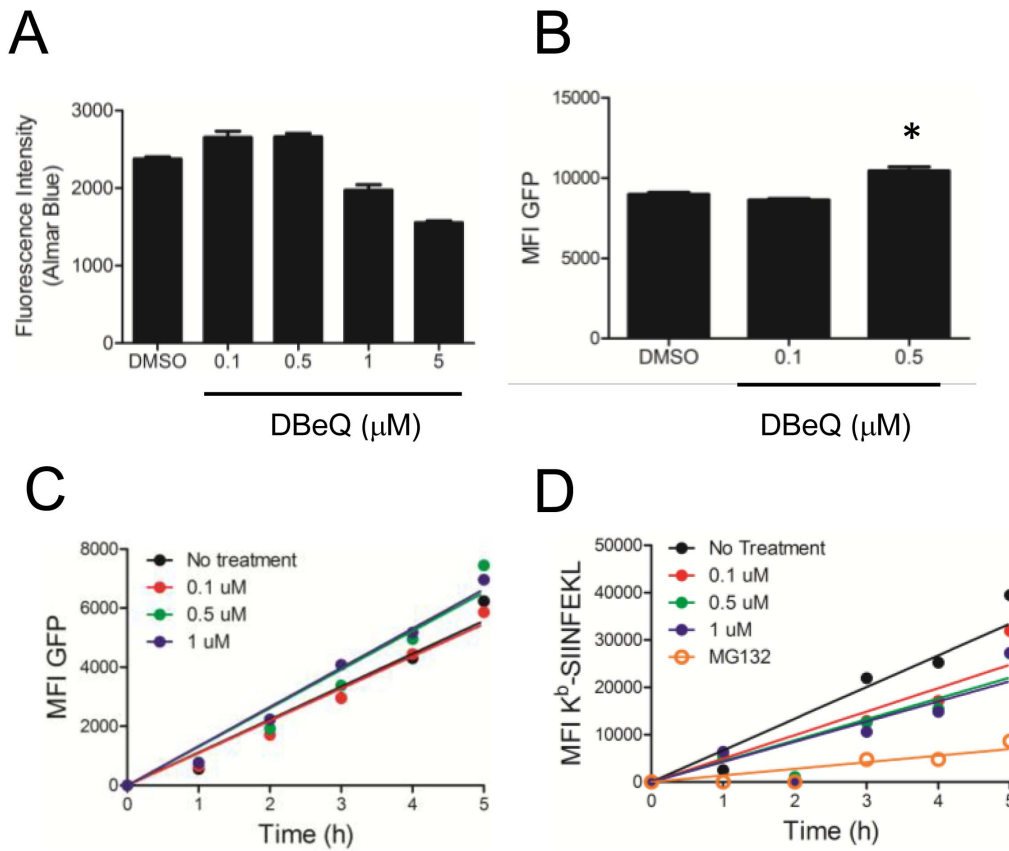 A
3000
2000
1000
0
Fluorescence Intensity
(Almar Blue)
DMSO 0.1 0.5 1 5
DBeQ (μM)
B
15000
10000
5000
0
MFI GFP
*
DMSO 0.1 0.5
DBeQ (μM)
C
8000
6000
4000
2000
0
MFI GFP
No treatment
0.1 uM
0.5 uM
1 uM
0 1 2 3 4 5
Time (h)
D
50000
40000
30000
20000
10000
0
MFI Kᵇ-SIINFEKL
No Treatment
0.1 uM
0.5 uM
1 uM
MG132
0 1 2 3 4 5
Time (h)